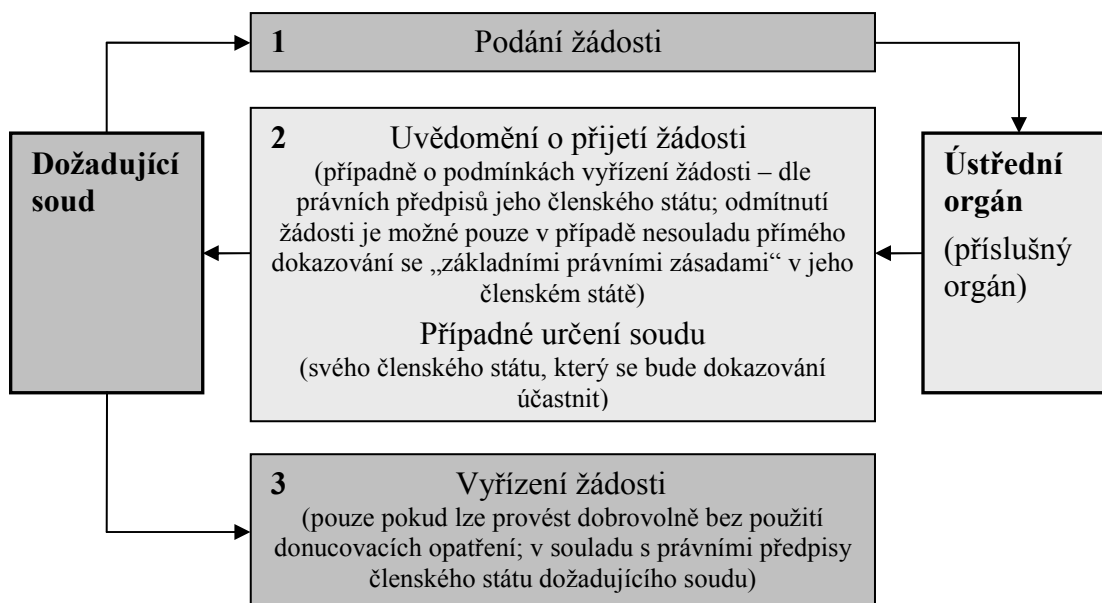 1 Podání žádosti
Dožadující
soud
2 Uvědomění o přijetí žádosti
(případně o podmínkách vyřízení žádosti – dle
právních předpisů jeho členského státu; odmítnutí
žádosti je možné pouze v případě nesouladu přímého
dokazování se „základními právními zásadami“ v jeho
členském státě)
Případné určení soudu
(svého členského státu, který se bude dokazování
účastnit)
Ústřední
orgán
(příslušný
orgán)
3 Vyřízení žádosti
(pouze pokud lze provést dobrovolně bez použití
donucovacích opatření; v souladu s právními předpisy
členského státu dožadujícího soudu)